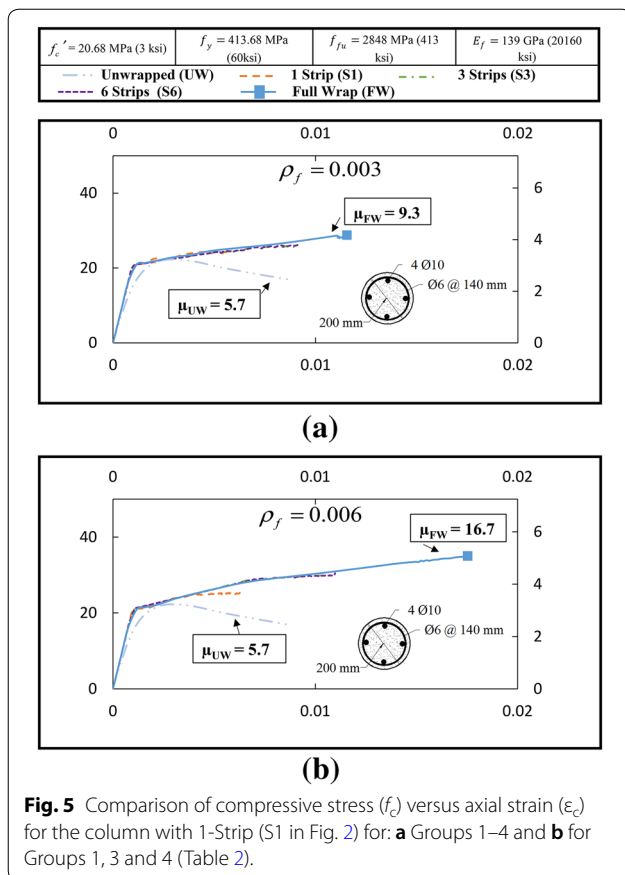 f_c′ = 20.68 MPa (3 ksi)
f_y = 413.68 MPa
(60ksi)
f_fu = 2848 MPa (413
ksi)
E_f = 139 GPa (20160
ksi)
Unwrapped (UW)
1 Strip (S1)
3 Strips (S3)
6 Strips (S6)
Full Wrap (FW)
0 0.01 0.02
ρ_f = 0.003
40
20
0
6
4
2
0
μFW = 9.3
μUW = 5.7
4 Ø10
Ø6 @ 140 mm
200 mm
0 0.01 0.02
(a)
0 0.01 0.02
ρ_f = 0.006
40
20
0
6
4
2
0
μFW = 16.7
μUW = 5.7
4 Ø10
Ø6 @ 140 mm
200 mm
0 0.01 0.02
(b)
Fig. 5 Comparison of compressive stress (f_c) versus axial strain (ε_c)
for the column with 1-Strip (S1 in Fig. 2) for: a Groups 1–4 and b for
Groups 1, 3 and 4 (Table 2).